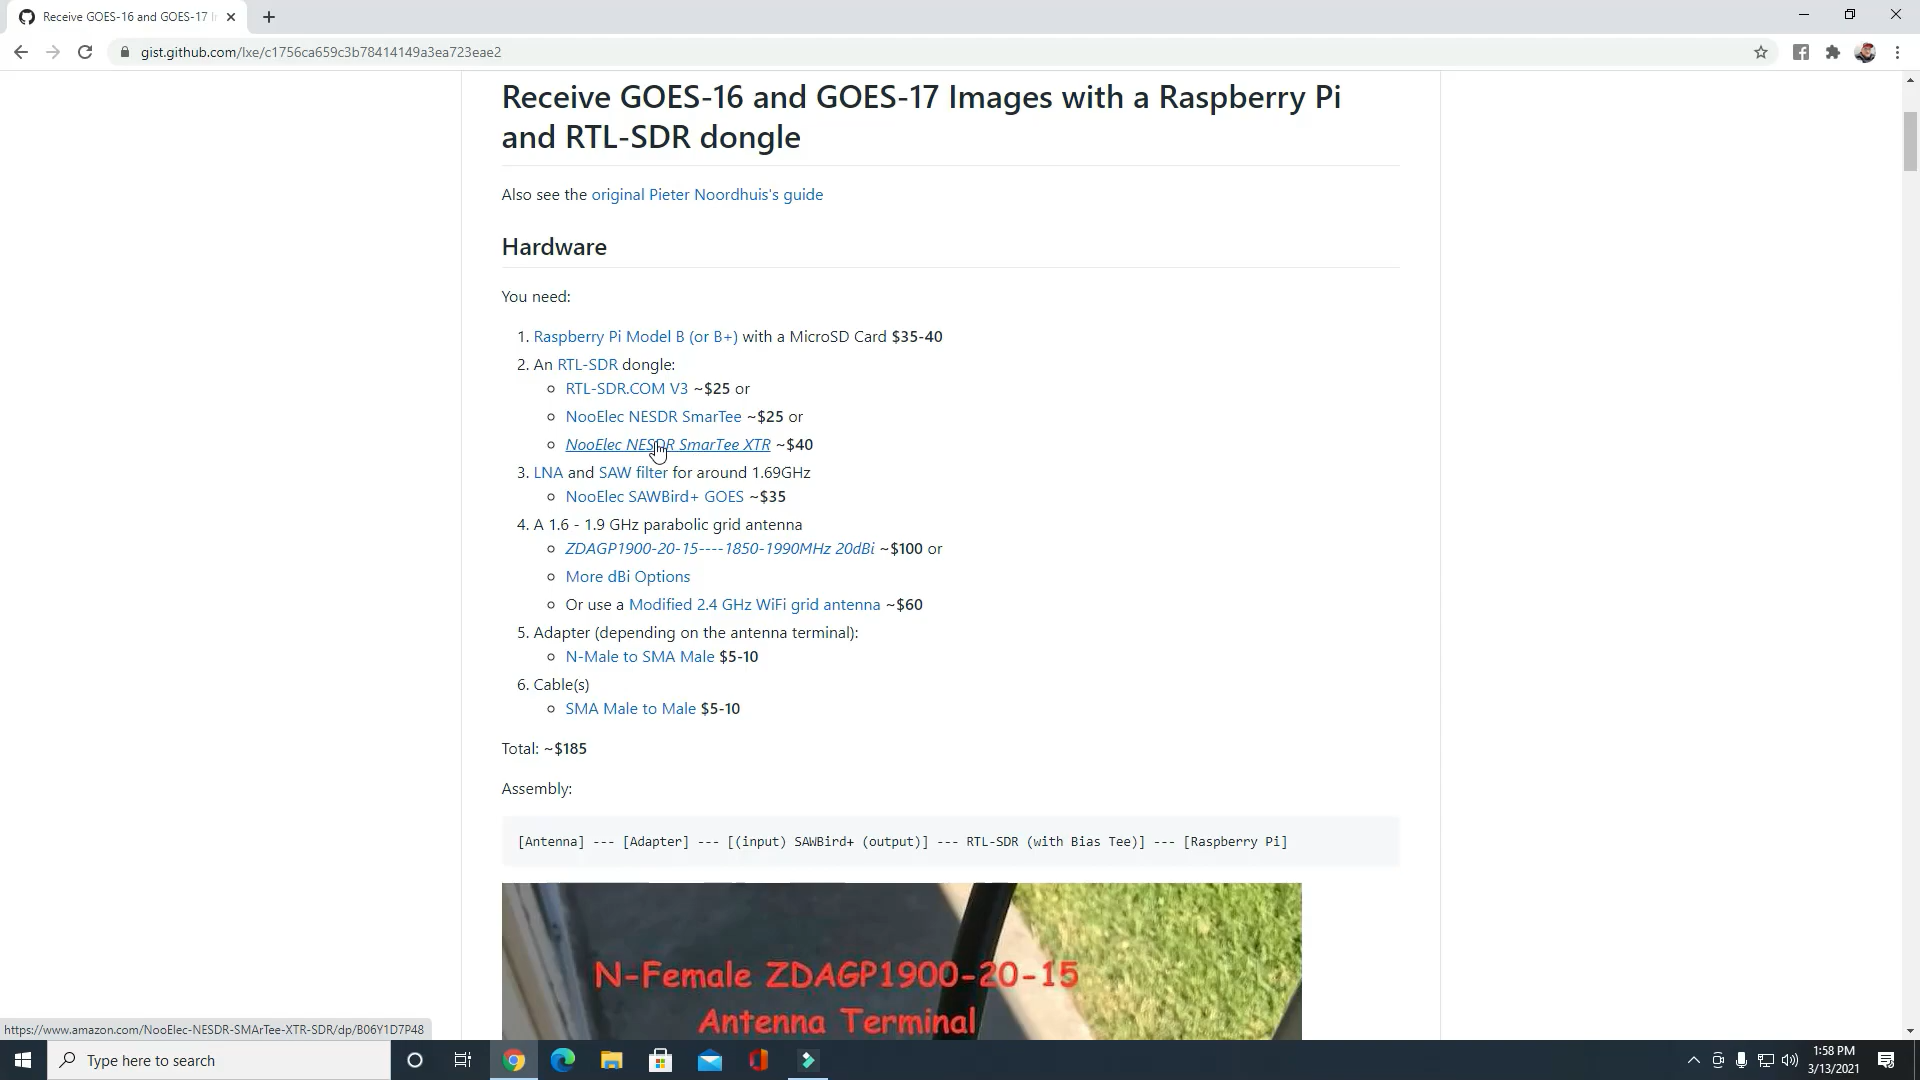 Receive GOES-16 and GOES-17 I
gist.github.com/lxe/c1756ca659c3b78414149a3ea723eae2
Receive GOES-16 and GOES-17 Images with a Raspberry Pi
and RTL-SDR dongle
Also see the original Pieter Noordhuis's guide
Hardware
You need:
1. Raspberry Pi Model B (or B+) with a MicroSD Card $35-40
2. An RTL-SDR dongle:
RTL-SDR.COM V3 ~$25 or
NooElec NESDR SmarTee ~$25 or
NooElec NESDR SmarTee XTR ~$40
3. LNA and SAW filter for around 1.69GHz
NooElec SAWBird+ GOES ~$35
4. A 1.6 - 1.9 GHz parabolic grid antenna
ZDAGP1900-20-15----1850-1990MHz 20dBi ~$100 or
More dBi Options
Or use a Modified 2.4 GHz WiFi grid antenna ~$60
5. Adapter (depending on the antenna terminal):
N-Male to SMA Male $5-10
6. Cable(s)
SMA Male to Male $5-10
Total: ~$185
Assembly:
[Antenna] --- [Adapter] --- [(input) SAWBird+ (output)] --- RTL-SDR (with Bias Tee)] --- [Raspberry Pi]
N-Female ZDAGP1900-20-15
Antenna Terminal
https://www.amazon.com/NooElec-NESDR-SMArTee-XTR-SDR/dp/B06Y1D7P48
Type here to search
1:58 PM
3/13/2021